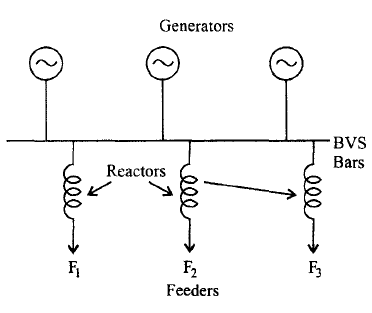 Generators
BVS
Bars
Reactors
F1
F2
F3
Feeders